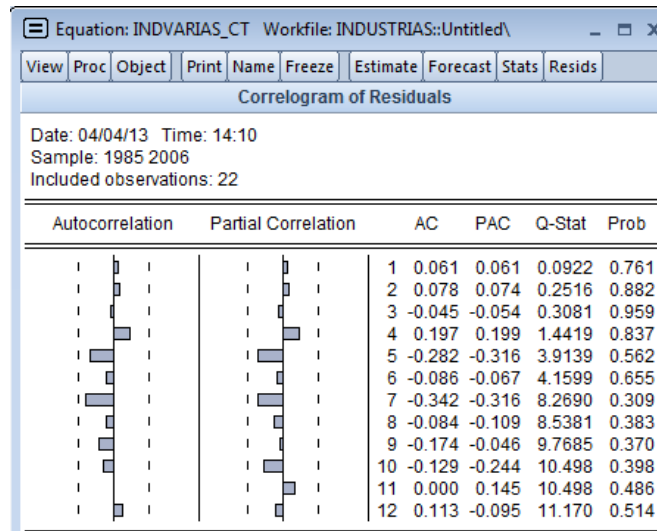 Equation: INDVARIAS_CT Workfile: INDUSTRIAS::Untitled\
View Proc Object Print Name Freeze Estimate Forecast Stats Resids
Correlogram of Residuals
Date: 04/04/13 Time: 14:10
Sample: 1985 2006
Included observations: 22
Autocorrelation Partial Correlation AC PAC Q-Stat Prob
1 0.061 0.061 0.0922 0.761
2 0.078 0.074 0.2516 0.882
3 -0.045 -0.054 0.3081 0.959
4 0.197 0.199 1.4419 0.837
5 -0.282 -0.316 3.9139 0.562
6 -0.086 -0.067 4.1599 0.655
7 -0.342 -0.316 8.2690 0.309
8 -0.084 -0.109 8.5381 0.383
9 -0.174 -0.046 9.7685 0.370
10 -0.129 -0.244 10.498 0.398
11 0.000 0.145 10.498 0.486
12 0.113 -0.095 11.170 0.514